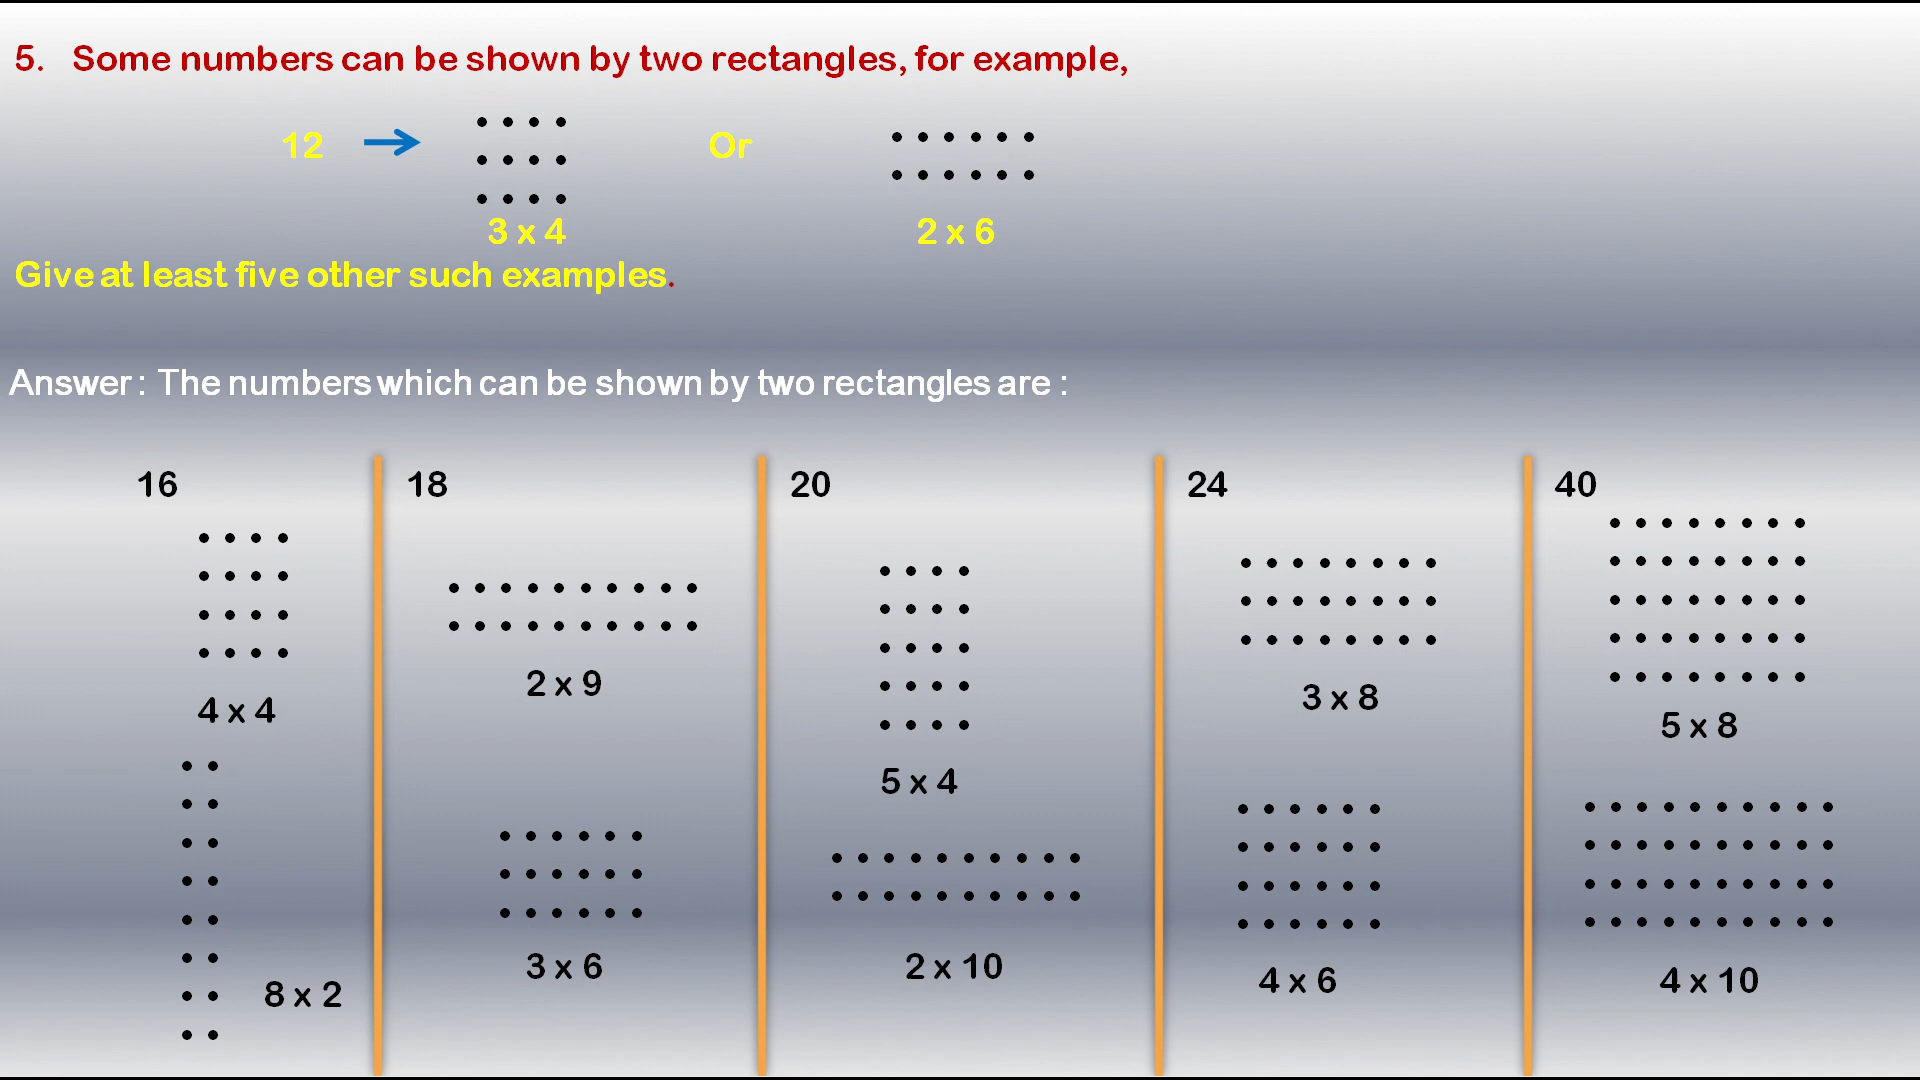 5. Some numbers can be shown by two rectangles, for example,
12 Or
3 x 4 2 x 6
Give at least five other such examples.
Answer : The numbers which can be shown by two rectangles are :
16 18 20 24 40
4 x 4
8 x 2
2 x 9
3 x 6
5 x 4
2 x 10
3 x 8
4 x 6
5 x 8
4 x 10